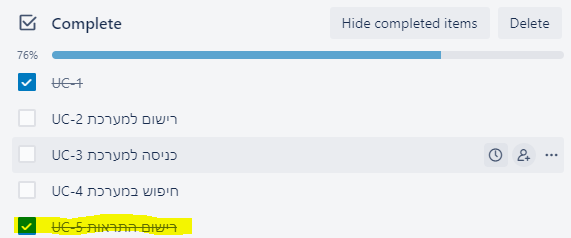 Complete
Hide completed items
Delete
76%
UC-1
UC-2 רישום למערכת
UC-3 כניסה למערכת
UC-4 חיפוש במערכת
UC-5 רישום התראות